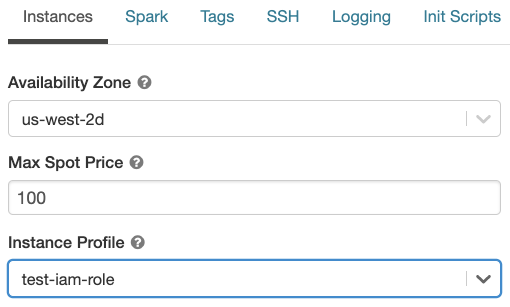 Instances Spark Tags SSH Logging Init Scripts
Availability Zone ?
us-west-2d
Max Spot Price ?
100
Instance Profile ?
test-iam-role